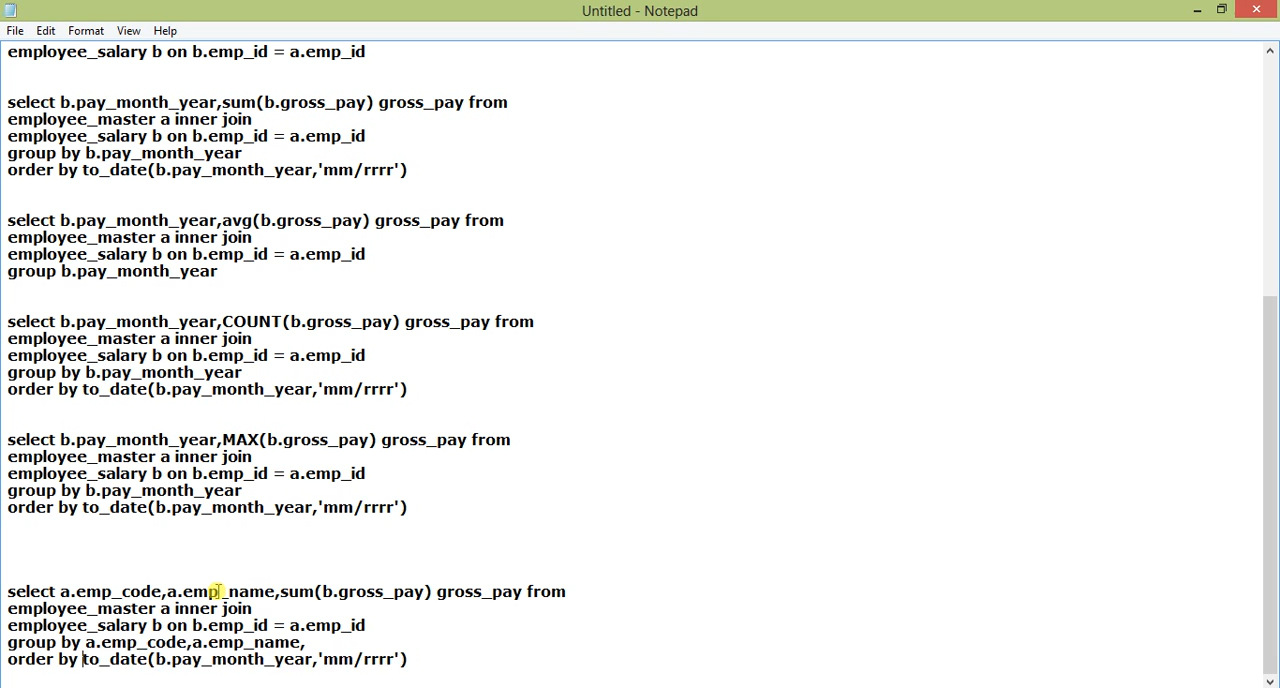 Untitled - Notepad
File Edit Format View Help
employee_salary b on b.emp_id = a.emp_id
select b.pay_month_year,sum(b.gross_pay) gross_pay from
employee_master a inner join
employee_salary b on b.emp_id = a.emp_id
group by b.pay_month_year
order by to_date(b.pay_month_year,'mm/rrrr')
select b.pay_month_year,avg(b.gross_pay) gross_pay from
employee_master a inner join
employee_salary b on b.emp_id = a.emp_id
group b.pay_month_year
select b.pay_month_year,COUNT(b.gross_pay) gross_pay from
employee_master a inner join
employee_salary b on b.emp_id = a.emp_id
group by b.pay_month_year
order by to_date(b.pay_month_year,'mm/rrrr')
select b.pay_month_year,MAX(b.gross_pay) gross_pay from
employee_master a inner join
employee_salary b on b.emp_id = a.emp_id
group by b.pay_month_year
order by to_date(b.pay_month_year,'mm/rrrr')
select a.emp_code,a.emp_name,sum(b.gross_pay) gross_pay from
employee_master a inner join
employee_salary b on b.emp_id = a.emp_id
group by a.emp_code,a.emp_name,
order by to_date(b.pay_month_year,'mm/rrrr')